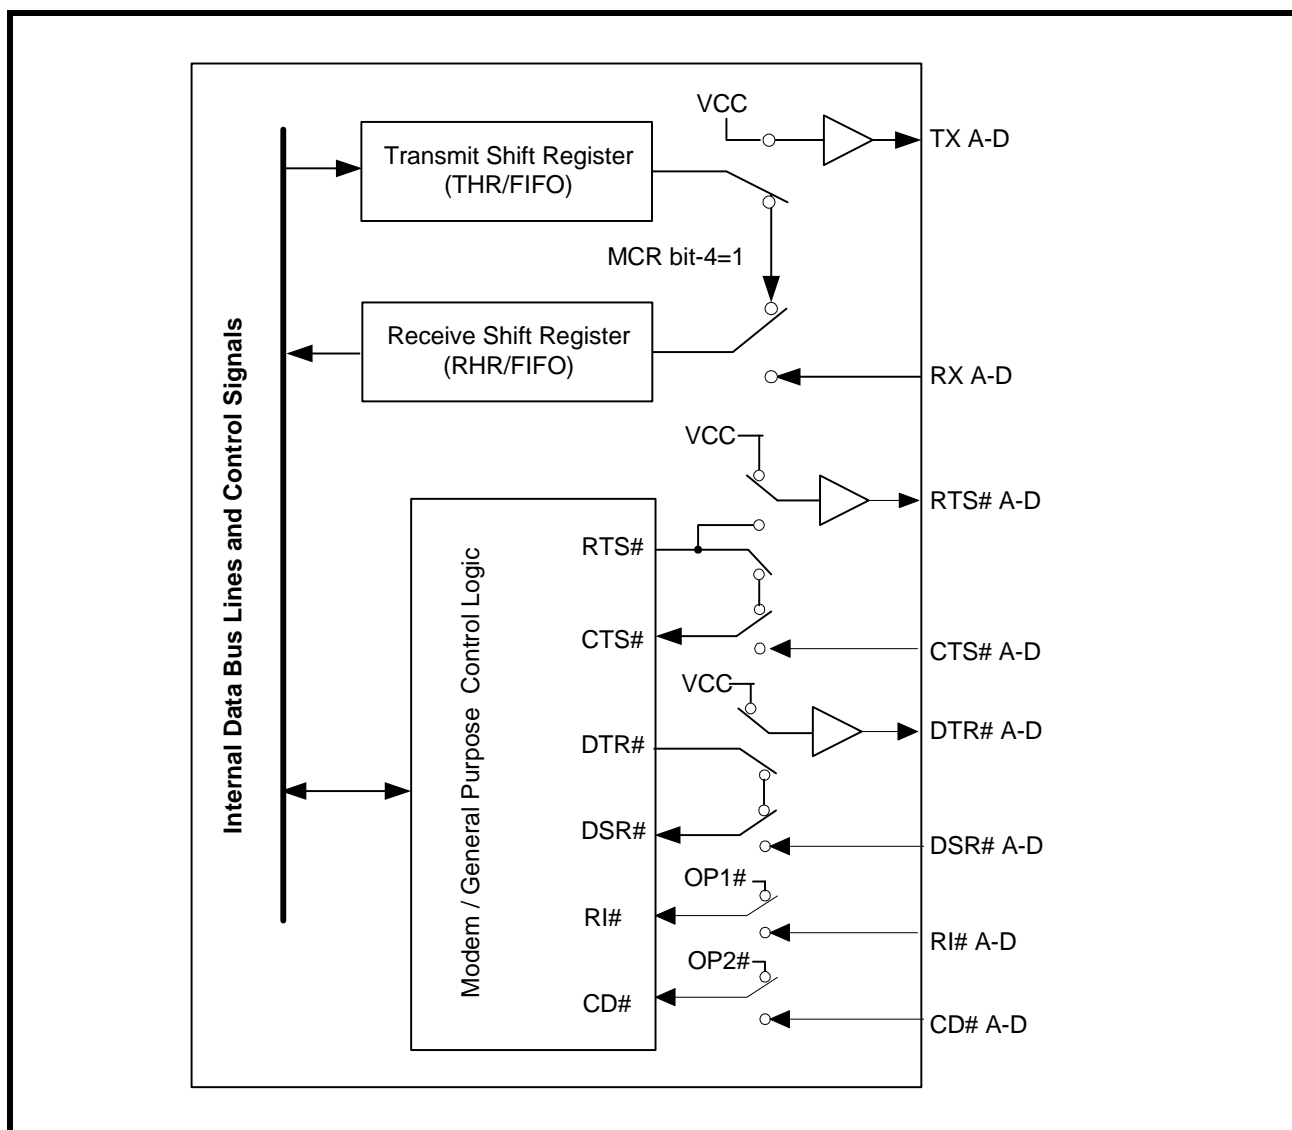 VCC
TX A-D
Transmit Shift Register
(THR/FIFO)
MCR bit-4=1
Receive Shift Register
(RHR/FIFO)
RX A-D
Internal Data Bus Lines and Control Signals
VCC
RTS# A-D
Modem / General Purpose Control Logic
RTS#
CTS#
CTS# A-D
VCC
DTR# A-D
DTR#
DSR#
DSR# A-D
OP1#
RI#
RI# A-D
OP2#
CD#
CD# A-D